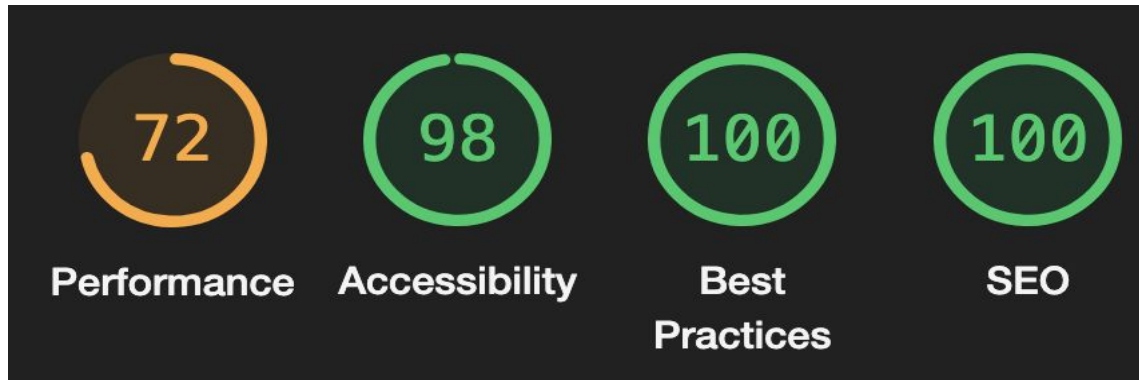 72
98
100
100
Performance
Accessibility
Best
Practices
SEO